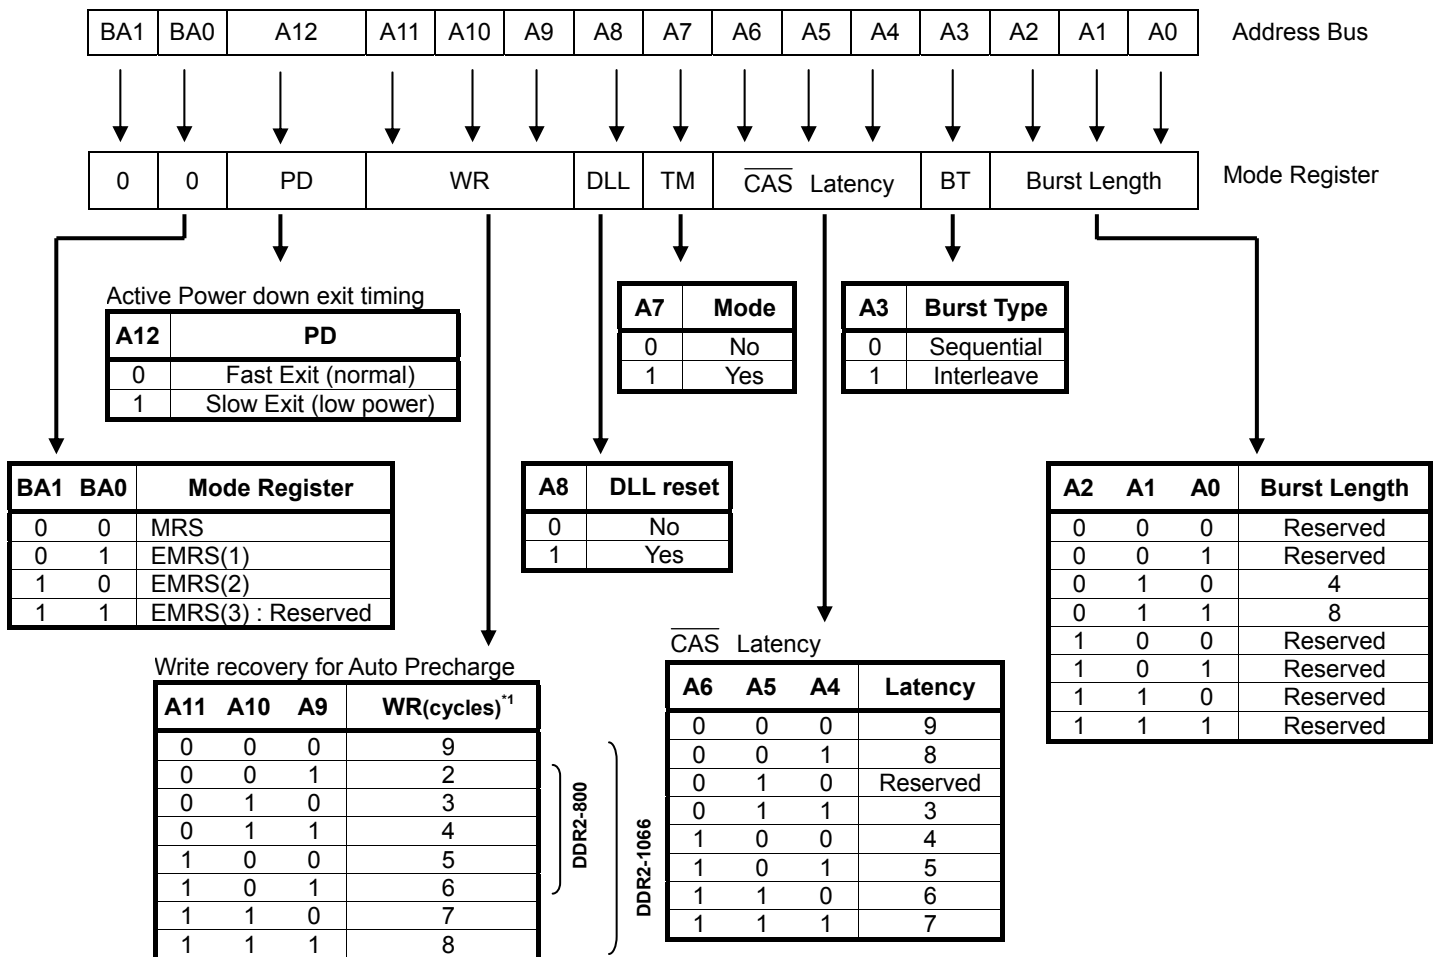 BA1 BA0 A12 A11 A10 A9 A8 A7 A6 A5 A4 A3 A2 A1 A0 Address Bus
0 0 PD WR DLL TM CAS Latency BT Burst Length Mode Register
Active Power down exit timing
A12 PD
0 Fast Exit (normal)
1 Slow Exit (low power)
A7 Mode
0 No
1 Yes
A3 Burst Type
0 Sequential
1 Interleave
BA1 BA0 Mode Register
0 0 MRS
0 1 EMRS(1)
1 0 EMRS(2)
1 1 EMRS(3) : Reserved
A8 DLL reset
0 No
1 Yes
A2 A1 A0 Burst Length
0 0 0 Reserved
0 0 1 Reserved
0 1 0 4
0 1 1 8
1 0 0 Reserved
1 0 1 Reserved
1 1 0 Reserved
1 1 1 Reserved
Write recovery for Auto Precharge
A11 A10 A9 WR(cycles)*1
0 0 0 9
0 0 1 2
0 1 0 3
0 1 1 4
1 0 0 5
1 0 1 6
1 1 0 7
1 1 1 8
DDR2-800
DDR2-1066
CAS Latency
A6 A5 A4 Latency
0 0 0 9
0 0 1 8
0 1 0 Reserved
0 1 1 3
1 0 0 4
1 0 1 5
1 1 0 6
1 1 1 7